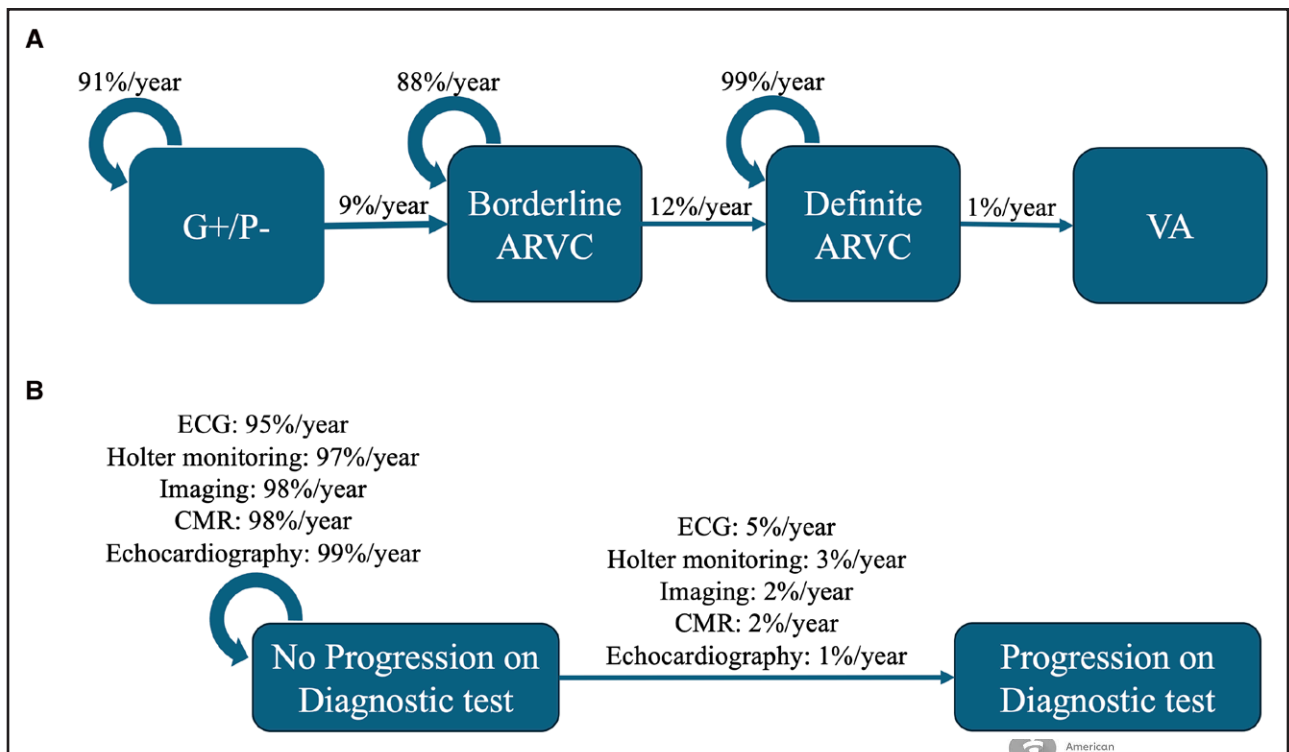 A
91%/year
88%/year
99%/year
G+/P-
9%/year
Borderline
ARVC
12%/year
Definite
ARVC
1%/year
VA
B
ECG: 95%/year
Holter monitoring: 97%/year
Imaging: 98%/year
CMR: 98%/year
Echocardiography: 99%/year
ECG: 5%/year
Holter monitoring: 3%/year
Imaging: 2%/year
CMR: 2%/year
Echocardiography: 1%/year
No Progression on
Diagnostic test
Progression on
Diagnostic test
American